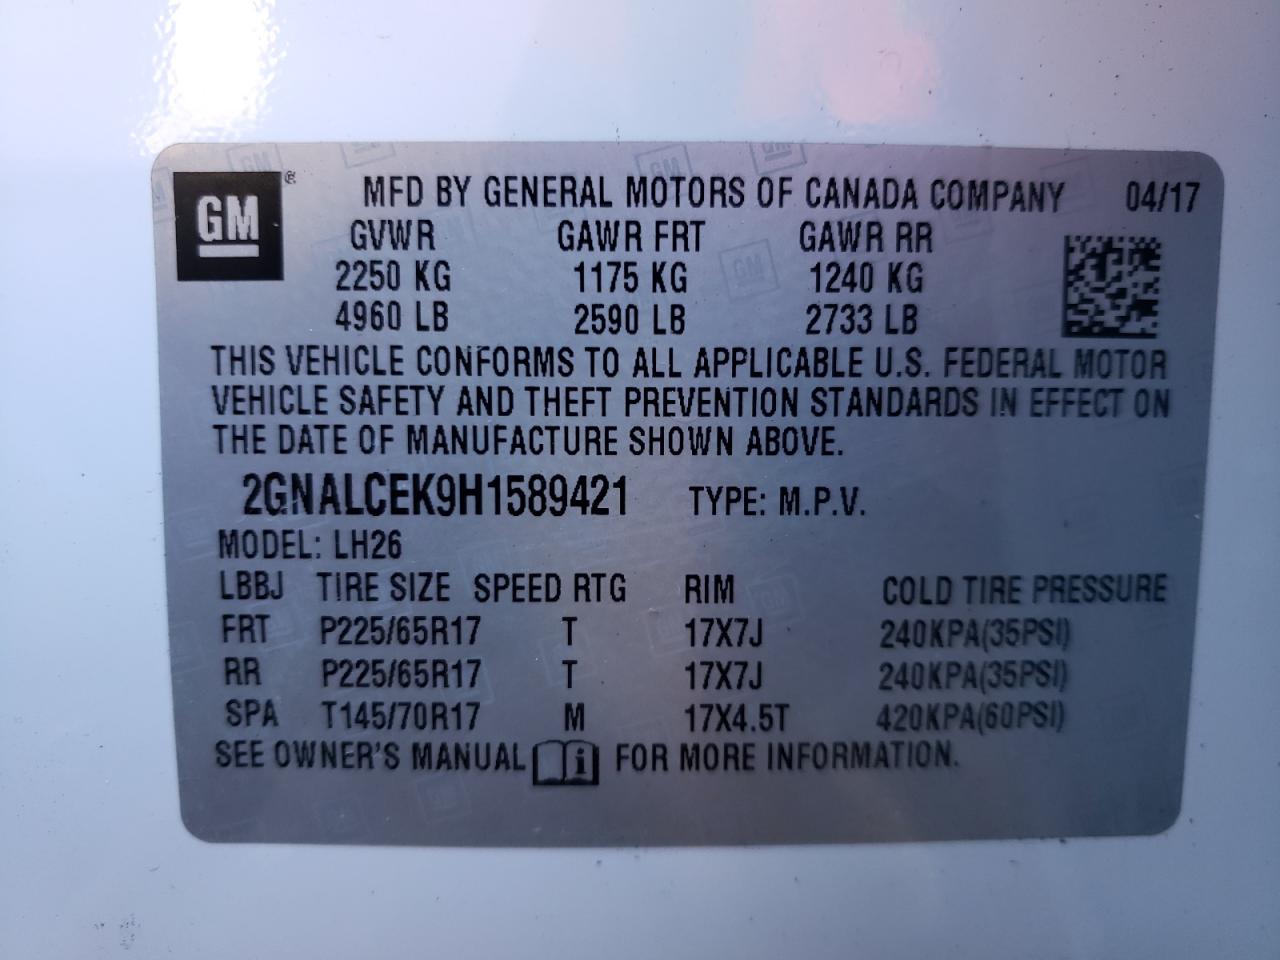 GM
MFD BY GENERAL MOTORS OF CANADA COMPANY 04/17
GVWR GAWR FRT GAWR RR
2250 KG 1175 KG 1240 KG
4960 LB 2590 LB 2733 LB
THIS VEHICLE CONFORMS TO ALL APPLICABLE U.S. FEDERAL MOTOR
VEHICLE SAFETY AND THEFT PREVENTION STANDARDS IN EFFECT ON
THE DATE OF MANUFACTURE SHOWN ABOVE.
2GNALCEK9H1589421 TYPE: M.P.V.
MODEL: LH26
LBBJ TIRE SIZE SPEED RTG RIM COLD TIRE PRESSURE
FRT P225/65R17 T 17X7J 240KPA(35PSI)
RR P225/65R17 T 17X7J 240KPA(35PSI)
SPA T145/70R17 M 17X4.5T 420KPA(60PSI)
SEE OWNER'S MANUAL i FOR MORE INFORMATION.